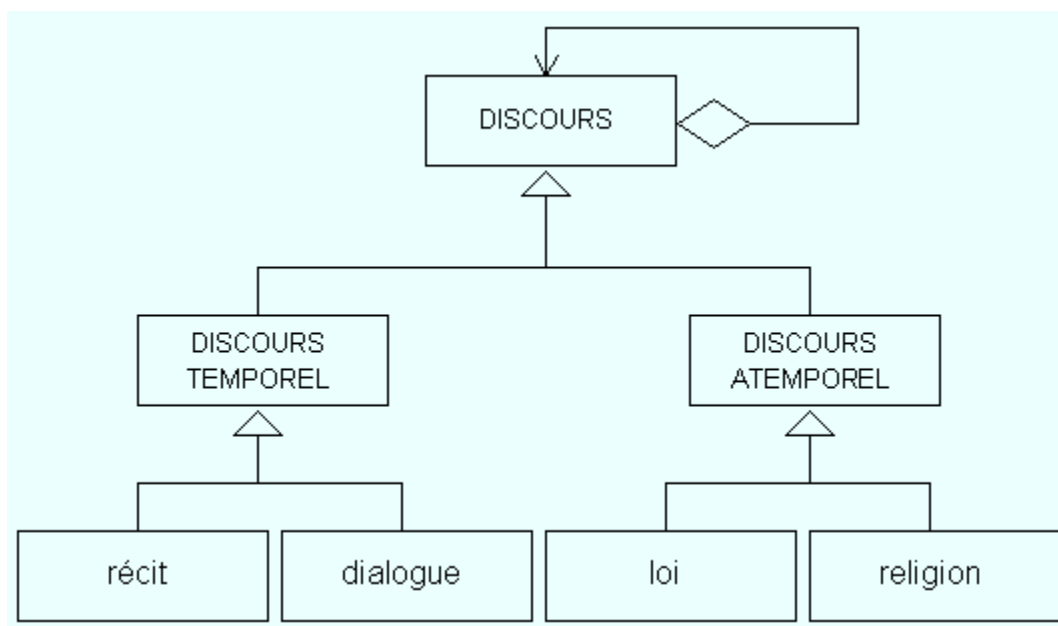 DISCOURS
DISCOURS
TEMPOREL
DISCOURS
ATEMPOREL
récit
dialogue
loi
religion